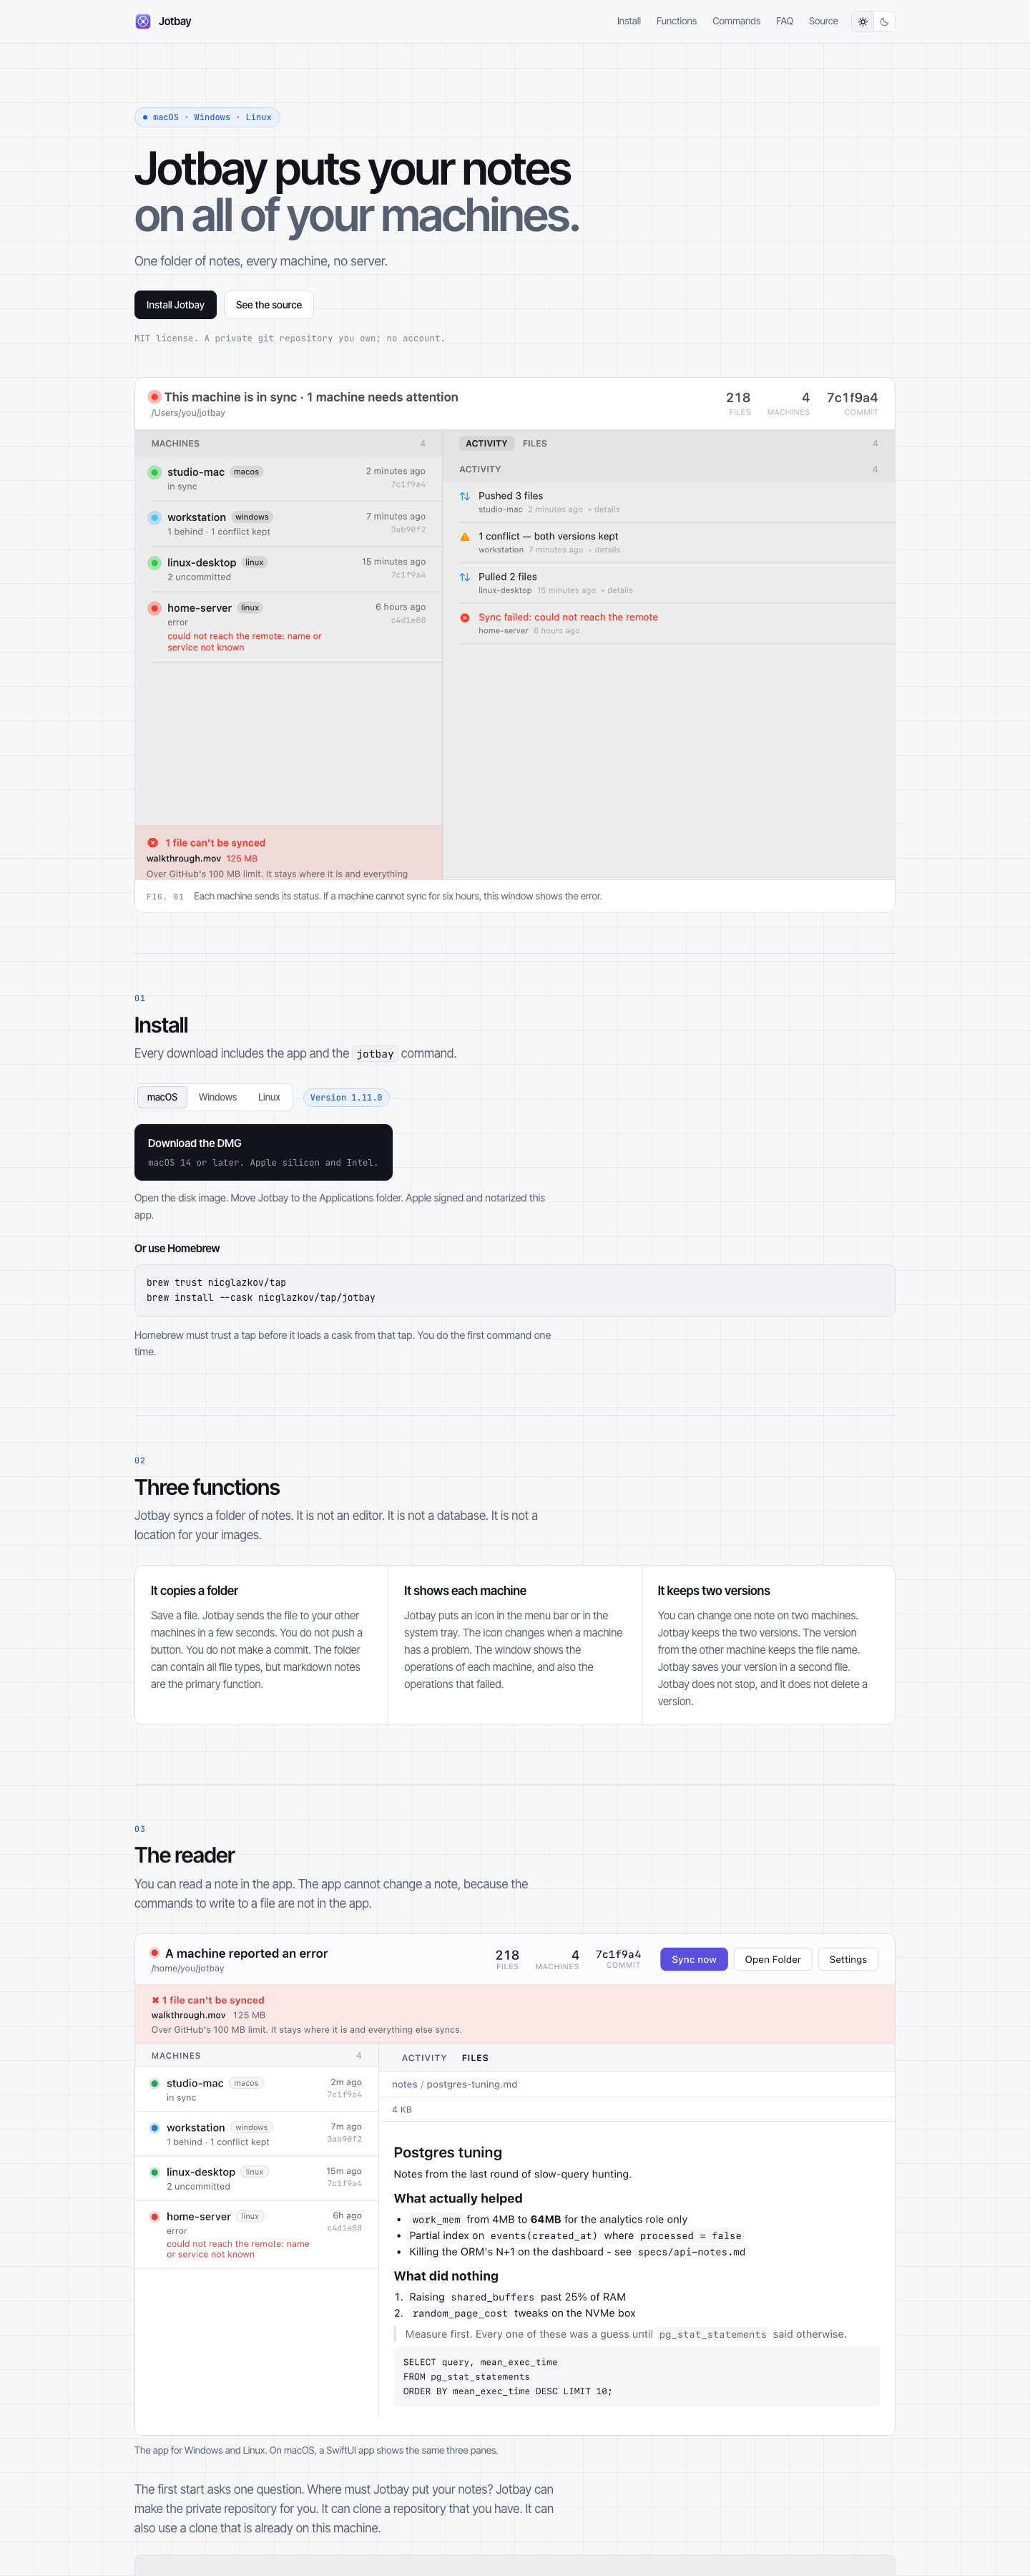 Jotbay
Install Functions Commands FAQ Source
macOS · Windows · Linux
Jotbay puts your notes
on all of your machines.
One folder of notes, every machine, no server.
Install Jotbay See the source
MIT license. A private git repository you own; no account.
This machine is in sync · 1 machine needs attention
/Users/you/jotbay
218 4 7c1f9a4
FILES MACHINES COMMIT
MACHINES 4
studio-mac macos 2 minutes ago
in sync 7c1f9a4
workstation windows 7 minutes ago
1 behind · 1 conflict kept 3ab90f2
linux-desktop linux 15 minutes ago
2 uncommitted 7c1f9a4
home-server linux 6 hours ago
error c4d1e88
could not reach the remote: name or
service not known
1 file can't be synced
walkthrough.mov 125 MB
Over GitHub's 100 MB limit. It stays where it is and everything
ACTIVITY FILES 4
ACTIVITY 4
Pushed 3 files
studio-mac 2 minutes ago • details
1 conflict — both versions kept
workstation 7 minutes ago • details
Pulled 2 files
linux-desktop 15 minutes ago • details
Sync failed: could not reach the remote
home-server 6 hours ago
FIG. 01 Each machine sends its status. If a machine cannot sync for six hours, this window shows the error.
01
Install
Every download includes the app and the jotbay command.
macOS Windows Linux Version 1.11.0
Download the DMG
macOS 14 or later. Apple silicon and Intel.
Open the disk image. Move Jotbay to the Applications folder. Apple signed and notarized this
app.
Or use Homebrew
brew trust nicglazkov/tap
brew install --cask nicglazkov/tap/jotbay
Homebrew must trust a tap before it loads a cask from that tap. You do the first command one
time.
02
Three functions
Jotbay syncs a folder of notes. It is not an editor. It is not a database. It is not a
location for your images.
It copies a folder
Save a file. Jotbay sends the file to your other
machines in a few seconds. You do not push a
button. You do not make a commit. The folder
can contain all file types, but markdown notes
are the primary function.
It shows each machine
Jotbay puts an icon in the menu bar or in the
system tray. The icon changes when a machine
has a problem. The window shows the
operations of each machine, and also the
operations that failed.
It keeps two versions
You can change one note on two machines.
Jotbay keeps the two versions. The version
from the other machine keeps the file name.
Jotbay saves your version in a second file.
Jotbay does not stop, and it does not delete a
version.
03
The reader
You can read a note in the app. The app cannot change a note, because the
commands to write to a file are not in the app.
A machine reported an error
/home/you/jotbay
218 4 7c1f9a4
FILES MACHINES COMMIT
Sync now Open Folder Settings
✖ 1 file can't be synced
walkthrough.mov 125 MB
Over GitHub's 100 MB limit. It stays where it is and everything else syncs.
MACHINES 4
studio-mac macos 2m ago
in sync 7c1f9a4
workstation windows 7m ago
1 behind · 1 conflict kept 3ab90f2
linux-desktop linux 15m ago
2 uncommitted 7c1f9a4
home-server linux 6h ago
error c4d1e88
could not reach the remote: name
or service not known
ACTIVITY FILES
notes / postgres-tuning.md
4 KB
Postgres tuning
Notes from the last round of slow-query hunting.
What actually helped
• work_mem from 4MB to 64MB for the analytics role only
• Partial index on events(created_at) where processed = false
• Killing the ORM's N+1 on the dashboard - see specs/api-notes.md
What did nothing
1. Raising shared_buffers past 25% of RAM
2. random_page_cost tweaks on the NVMe box
Measure first. Every one of these was a guess until pg_stat_statements said otherwise.
SELECT query, mean_exec_time
FROM pg_stat_statements
ORDER BY mean_exec_time DESC LIMIT 10;
The app for Windows and Linux. On macOS, a SwiftUI app shows the same three panes.
The first start asks one question. Where must Jotbay put your notes? Jotbay can
make the private repository for you. It can clone a repository that you have. It can
also use a clone that is already on this machine.